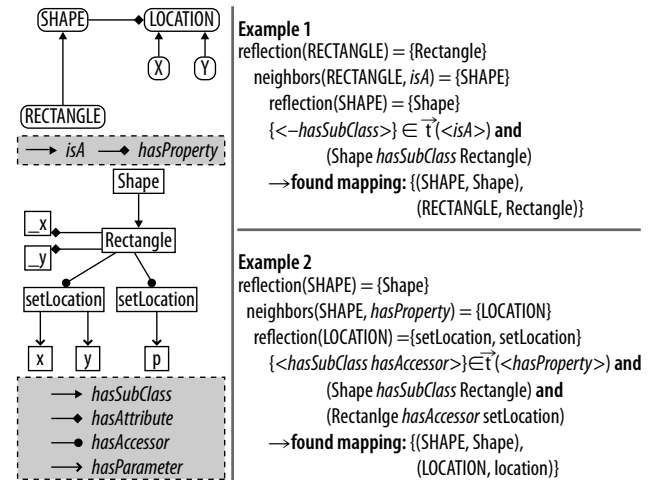 SHAPE
LOCATION
X
Y
RECTANGLE
isA
hasProperty
Shape
_x
_y
Rectangle
setLocation
setLocation
x
y
p
hasSubClass
hasAttribute
hasAccessor
hasParameter
Example 1
reflection(RECTANGLE) = {Rectangle}
neighbors(RECTANGLE, isA) = {SHAPE}
reflection(SHAPE) = {Shape}
{<–hasSubClass>} ∈ t⃗ (<isA>) and
(Shape hasSubClass Rectangle)
→found mapping: {(SHAPE, Shape),
(RECTANGLE, Rectangle)}
Example 2
reflection(SHAPE) = {Shape}
neighbors(SHAPE, hasProperty) = {LOCATION}
reflection(LOCATION) ={setLocation, setLocation}
{<hasSubClass hasAccessor>}∈t⃗ (<hasProperty>) and
(Shape hasSubClass Rectangle) and
(Rectanlge hasAccessor setLocation)
→found mapping: {(SHAPE, Shape),
(LOCATION, location)}